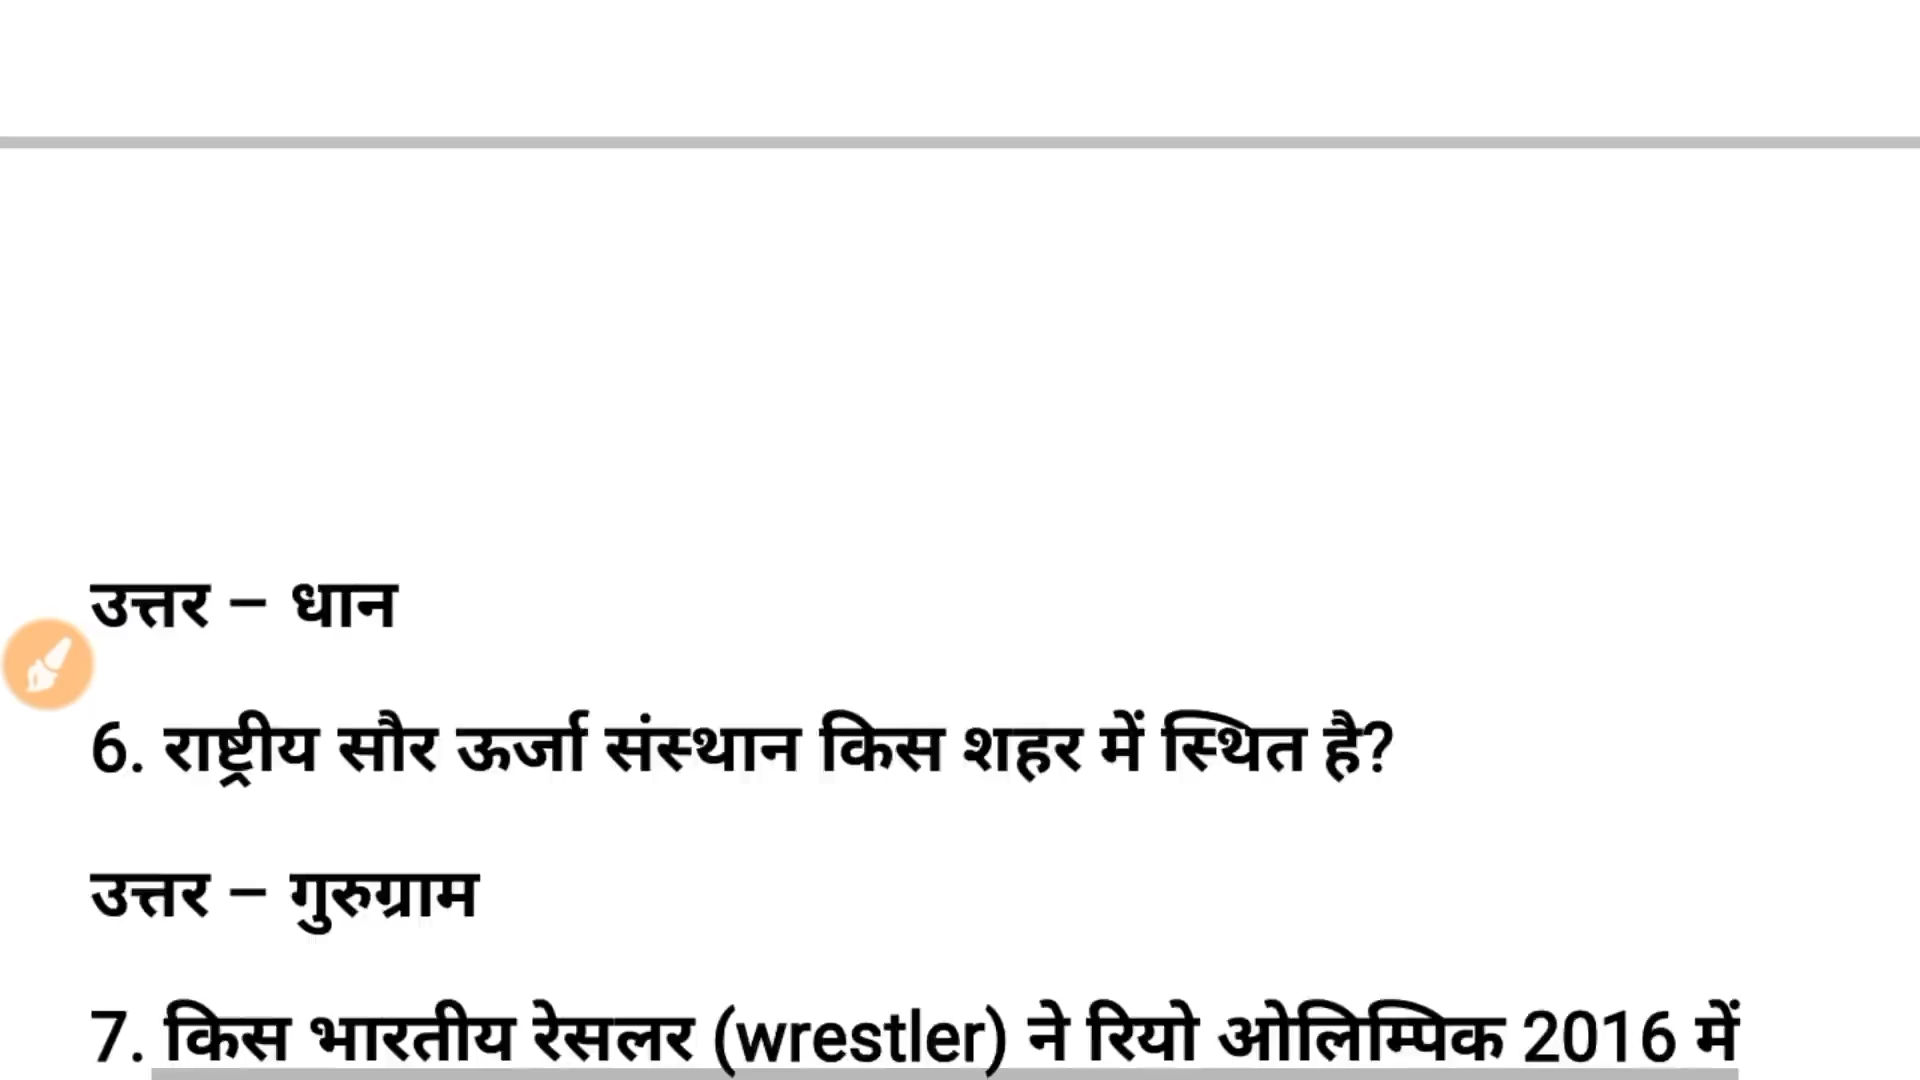 उत्तर – धान
6. राष्ट्रीय सौर ऊर्जा संस्थान किस शहर में स्थित है?
उत्तर – गुरुग्राम
7. किस भारतीय रेसलर (wrestler) ने रियो ओलिम्पिक 2016 में